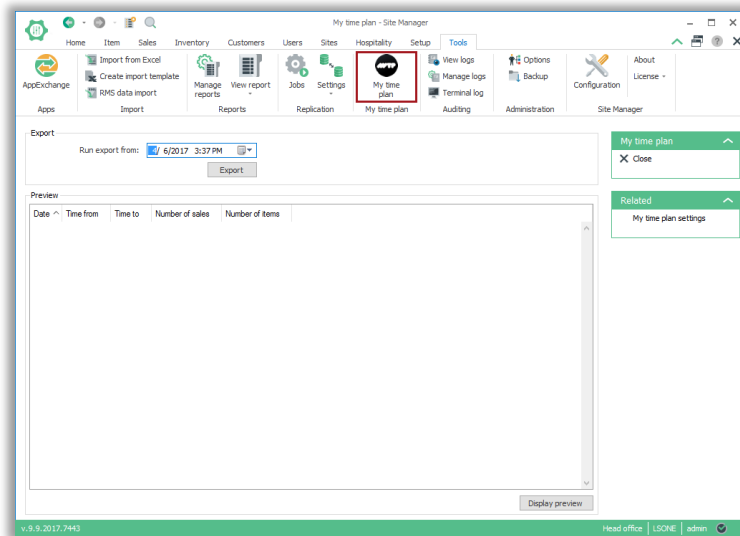 My time plan - Site Manager
Home Item Sales Inventory Customers Users Sites Hospitality Setup Tools
AppExchange
Apps
Import from Excel
Create import template
RMS data import
Import
Manage reports
View report
Reports
Jobs
Settings
Replication
My time plan
My time plan
View logs
Manage logs
Terminal log
Auditing
Options
Backup
Administration
Configuration
About
License
Site Manager
Export
Run export from: / 6/2017 3:37 PM
Export
Preview
Date Time from Time to Number of sales Number of items
Display preview
My time plan
Close
Related
My time plan settings
v.9.9.2017.7443
Head office LSONE admin